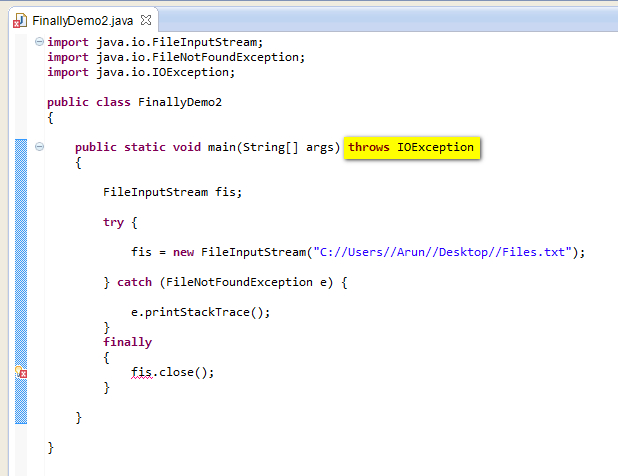 FinallyDemo2.java
import java.io.FileInputStream;
import java.io.FileNotFoundException;
import java.io.IOException;
public class FinallyDemo2
{
public static void main(String[] args) throws IOException
{
FileInputStream fis;
try {
fis = new FileInputStream("C://Users//Arun//Desktop//Files.txt");
} catch (FileNotFoundException e) {
e.printStackTrace();
}
finally
{
fis.close();
}
}
}